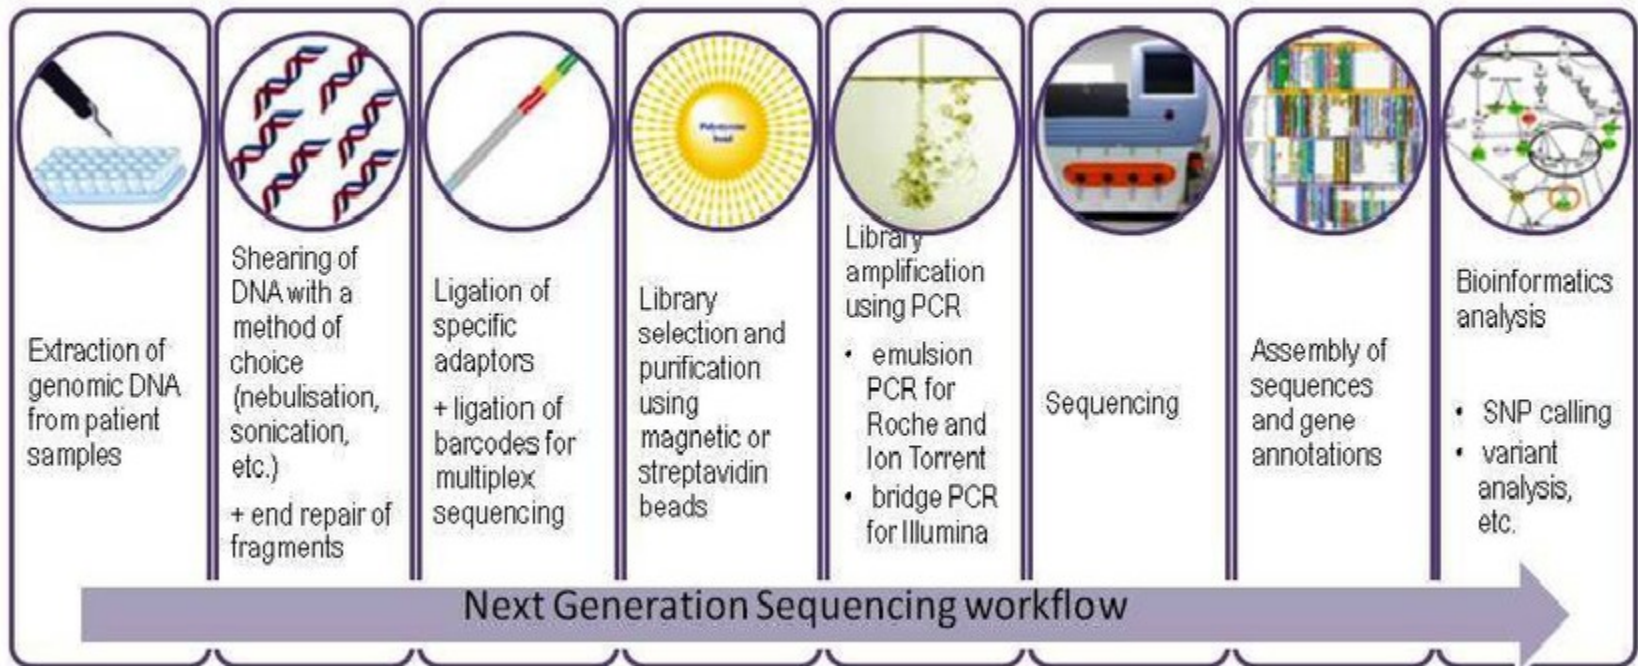 Extraction of
genomic DNA
from patient
samples
Shearing of
DNA with a
method of
choice
(nebulisation,
sonication,
etc.)
+ end repair of
fragments
Ligation of
specific
adaptors
+ ligation of
barcodes for
multiplex
sequencing
Polystyrene
bead
Library
selection and
purification
using
magnetic or
streptavidin
beads
Library
amplification
using PCR
• emulsion
PCR for
Roche and
Ion Torrent
• bridge PCR
for Illumina
Sequencing
Assembly of
sequences
and gene
annotations
Bioinformatics
analysis
• SNP calling
• variant
analysis,
etc.
Next Generation Sequencing workflow